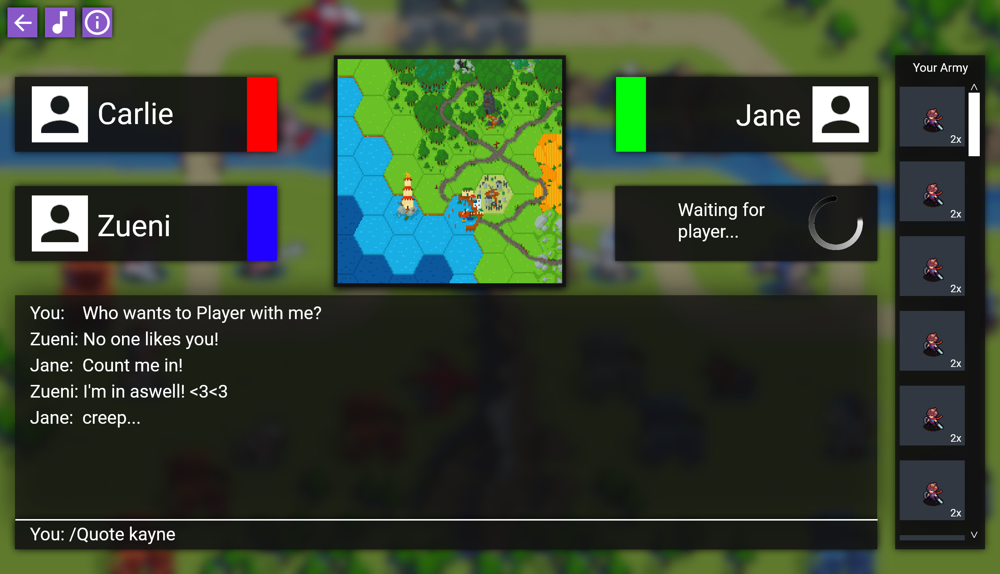 Carlie
Jane
Zueni
Waiting for
player...
You: Who wants to Player with me?
Zueni: No one likes you!
Jane: Count me in!
Zueni: I'm in aswell! <3<3
Jane: creep...
You: /Quote kayne
Your Army
2x
2x
2x
2x
2x
2x